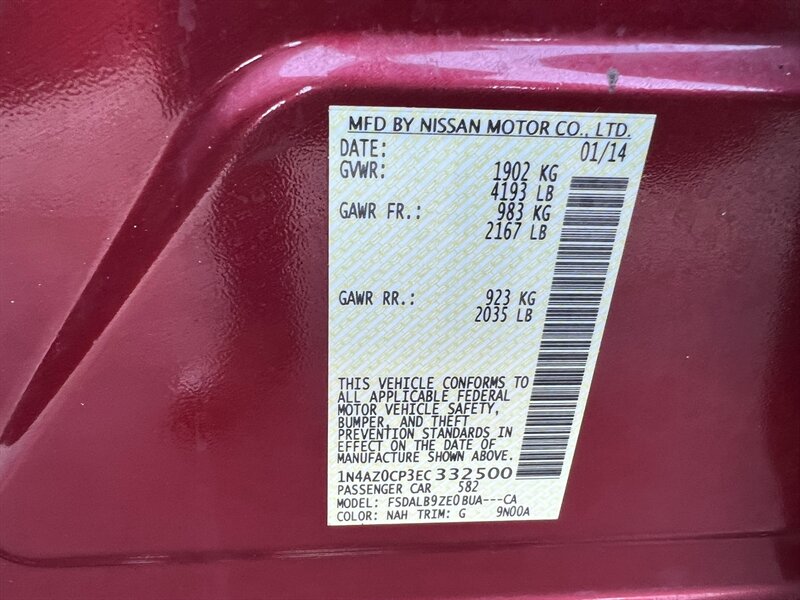 MFD BY NISSAN MOTOR CO., LTD.
DATE: 01/14
GVWR: 1902 KG
4193 LB
GAWR FR.: 983 KG
2167 LB
GAWR RR.: 923 KG
2035 LB
THIS VEHICLE CONFORMS TO
ALL APPLICABLE FEDERAL
MOTOR VEHICLE SAFETY,
BUMPER, AND THEFT
PREVENTION STANDARDS IN
EFFECT ON THE DATE OF
MANUFACTURE SHOWN ABOVE.
1N4AZ0CP3EC332500
PASSENGER CAR 582
MODEL: FSDALB9ZE0BUA---CA
COLOR: NAH TRIM: G 9N00A